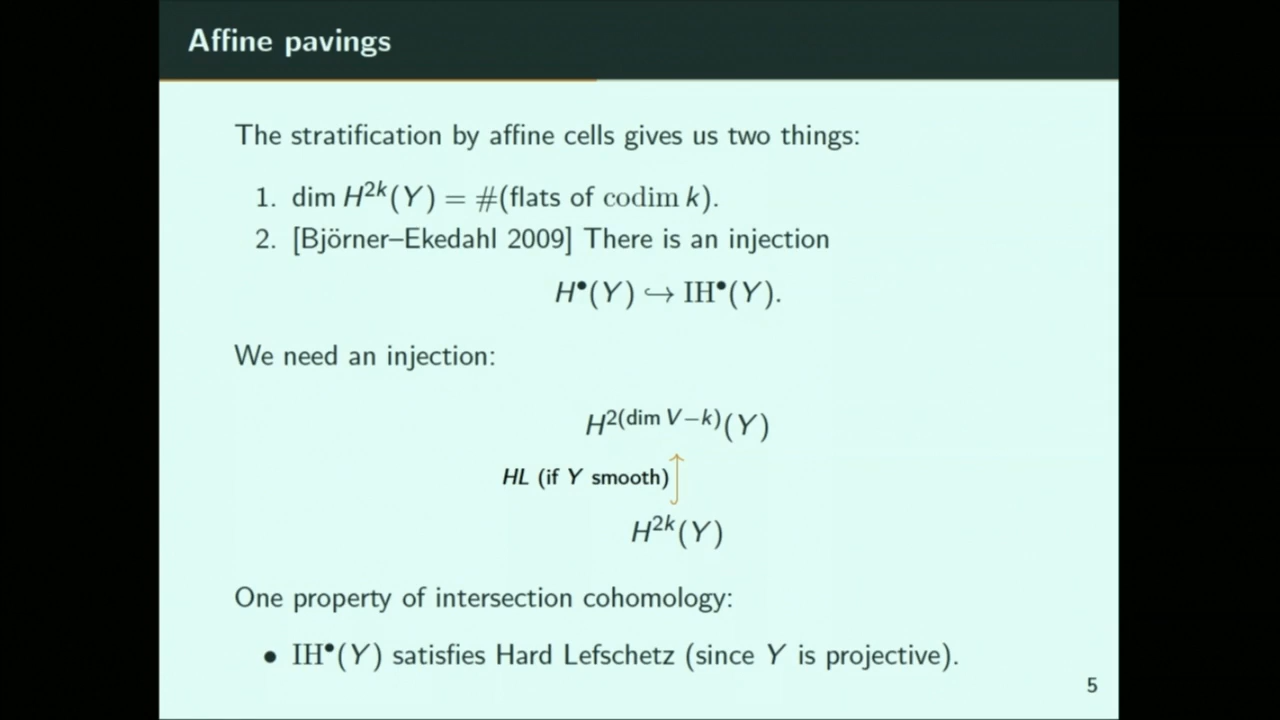 Affine pavings
The stratification by affine cells gives us two things:
1. dim H²ᵏ(Y) = #(flats of codim k).
2. [Björner–Ekedahl 2009] There is an injection
H•(Y) ↪ IH•(Y).
We need an injection:
H^{2(dim V−k)}(Y)
HL (if Y smooth)
H²ᵏ(Y)
One property of intersection cohomology:
• IH•(Y) satisfies Hard Lefschetz (since Y is projective).
5